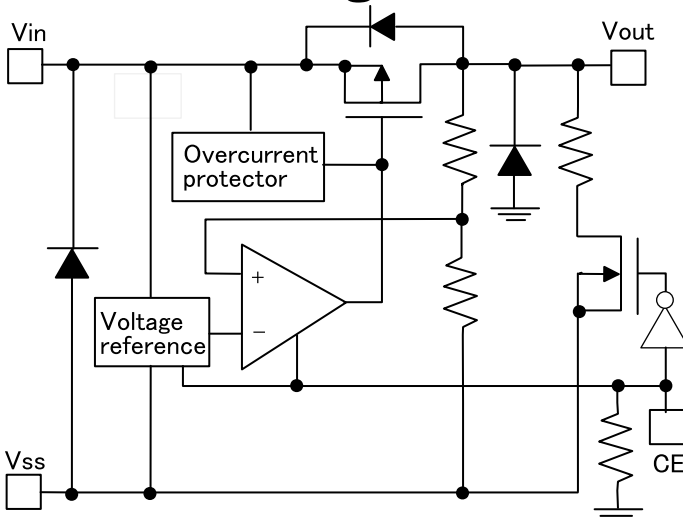 Vin
Vout
Overcurrent
protector
+
Voltage
reference
−
Vss
CE